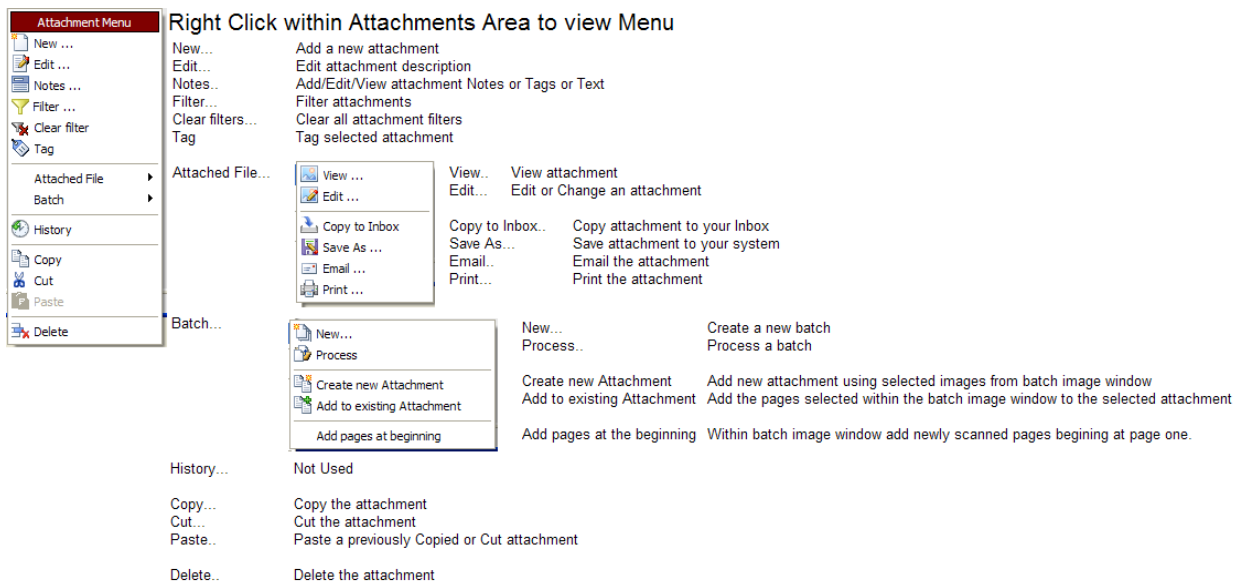 Attachment Menu
New ...
Edit ...
Notes ...
Filter ...
Clear filter
Tag
Attached File
Batch
History
Copy
Cut
Paste
Delete
Right Click within Attachments Area to view Menu
New... Add a new attachment
Edit... Edit attachment description
Notes.. Add/Edit/View attachment Notes or Tags or Text
Filter... Filter attachments
Clear filters... Clear all attachment filters
Tag Tag selected attachment
Attached File...
View ...
Edit ...
Copy to Inbox
Save As ...
Email ...
Print ...
View.. View attachment
Edit... Edit or Change an attachment
Copy to Inbox.. Copy attachment to your Inbox
Save As... Save attachment to your system
Email.. Email the attachment
Print... Print the attachment
Batch...
New...
Process
Create new Attachment
Add to existing Attachment
Add pages at beginning
New... Create a new batch
Process.. Process a batch
Create new Attachment Add new attachment using selected images from batch image window
Add to existing Attachment Add the pages selected within the batch image window to the selected attachment
Add pages at the beginning Within batch image window add newly scanned pages begining at page one.
History... Not Used
Copy... Copy the attachment
Cut... Cut the attachment
Paste.. Paste a previously Copied or Cut attachment
Delete.. Delete the attachment